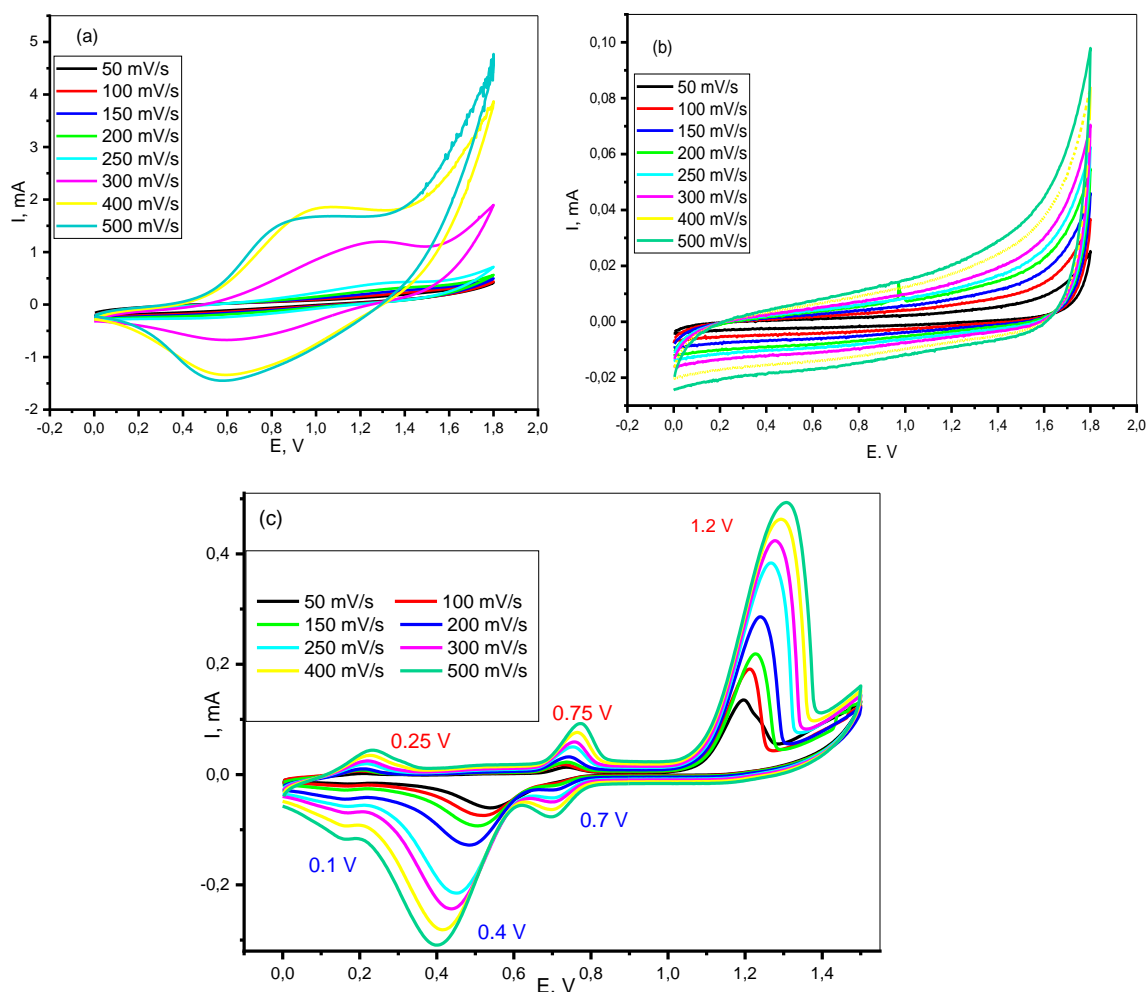 (a)
50 mV/s
100 mV/s
150 mV/s
200 mV/s
250 mV/s
300 mV/s
400 mV/s
500 mV/s
I, mA
5
4
3
2
1
0
-1
-2
-0,2 0,0 0,2 0,4 0,6 0,8 1,0 1,2 1,4 1,6 1,8 2,0
E, V
(b)
50 mV/s
100 mV/s
150 mV/s
200 mV/s
250 mV/s
300 mV/s
400 mV/s
500 mV/s
I, mA
0,10
0,08
0,06
0,04
0,02
0,00
-0,02
-0,2 0,0 0,2 0,4 0,6 0,8 1,0 1,2 1,4 1,6 1,8 2,0
E. V
(c)
50 mV/s 100 mV/s
150 mV/s 200 mV/s
250 mV/s 300 mV/s
400 mV/s 500 mV/s
1.2 V
0.75 V
0.25 V
0.7 V
0.1 V
0.4 V
I, mA
0,4
0,2
0,0
-0,2
0,0 0,2 0,4 0,6 0,8 1,0 1,2 1,4
E. V